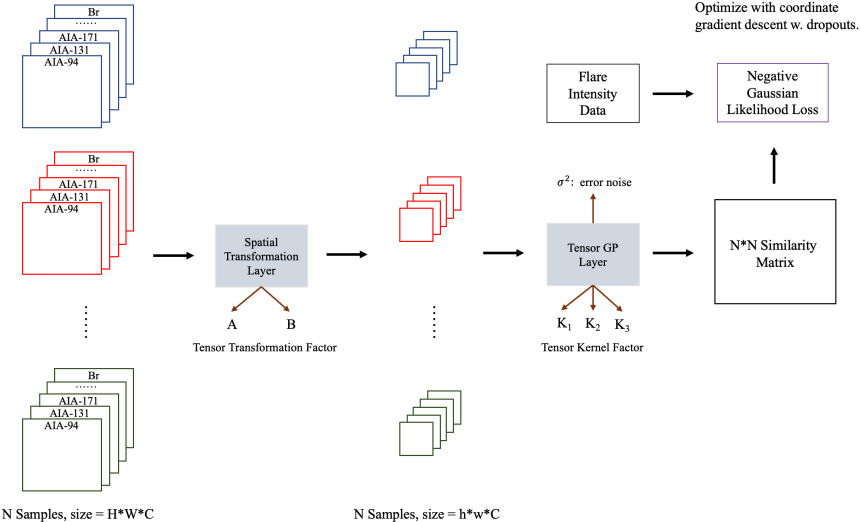 Br
......
AIA-171
AIA-131
AIA-94
Br
......
AIA-171
AIA-131
AIA-94
Br
......
AIA-171
AIA-131
AIA-94
N Samples, size = H*W*C
Spatial
Transformation
Layer
A B
Tensor Transformation Factor
N Samples, size = h*w*C
σ²: error noise
Tensor GP
Layer
K₁ K₂ K₃
Tensor Kernel Factor
Flare
Intensity
Data
Optimize with coordinate
gradient descent w. dropouts.
Negative
Gaussian
Likelihood Loss
N*N Similarity
Matrix